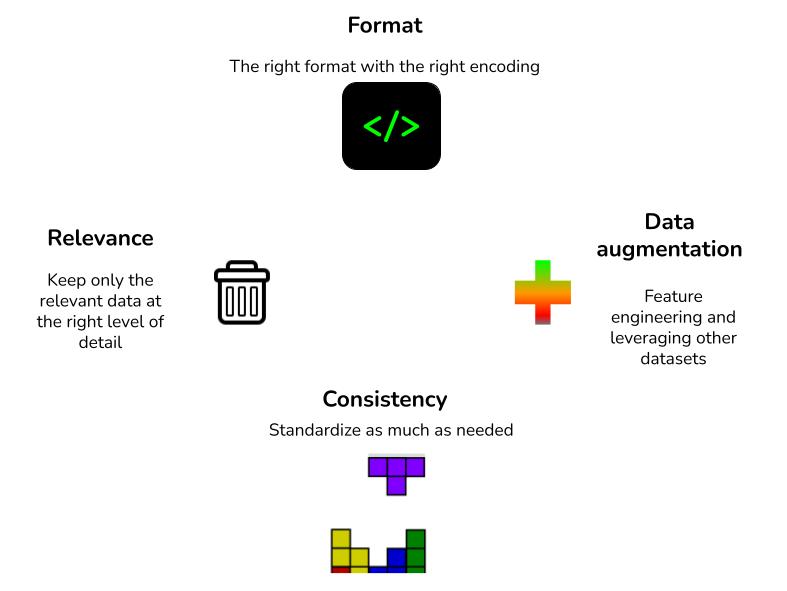 Format
The right format with the right encoding
</>
Relevance
Keep only the
relevant data at
the right level of
detail
Data
augmentation
Feature
engineering and
leveraging other
datasets
Consistency
Standardize as much as needed